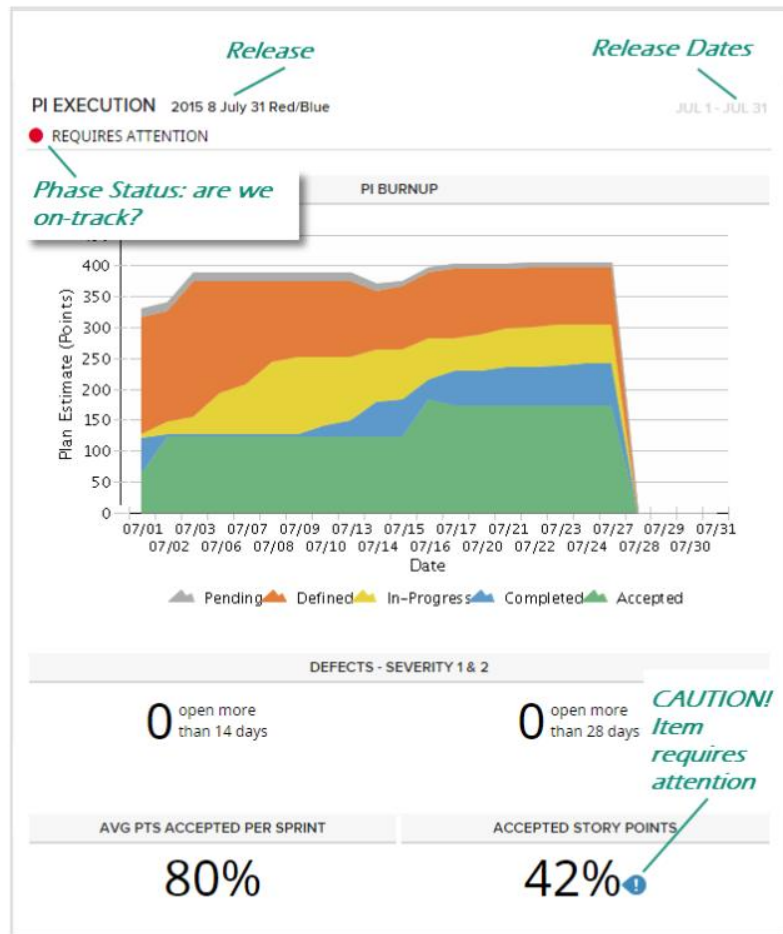 Release
Release Dates
PI EXECUTION 2015 8 July 31 Red/Blue
JUL 1 - JUL 31
REQUIRES ATTENTION
Phase Status: are we
on-track?
PI BURNUP
400
350
300
250
200
150
100
50
0
Plan Estimate (Points)
07/01 07/03 07/07 07/09 07/13 07/15 07/17 07/21 07/23 07/27 07/29 07/31
07/02 07/06 07/08 07/10 07/14 07/16 07/20 07/22 07/24 07/28 07/30
Date
Pending Defined In-Progress Completed Accepted
DEFECTS - SEVERITY 1 & 2
0 open more
than 14 days
0 open more
than 28 days
CAUTION!
Item
requires
attention
AVG PTS ACCEPTED PER SPRINT
ACCEPTED STORY POINTS
80%
42%